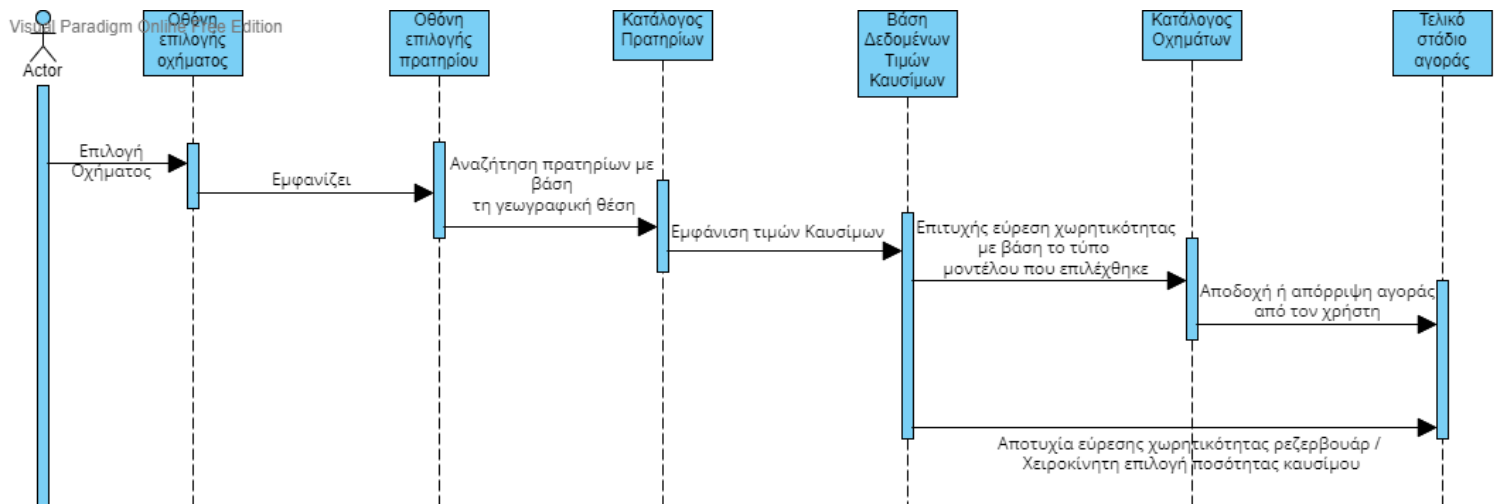 Visual Paradigm Online Free Edition
Actor
Οθόνη
επιλογής
οχήματος
Οθόνη
επιλογής
πρατηρίου
Κατάλογος
Πρατηρίων
Βάση
Δεδομένων
Τιμών
Καυσίμων
Κατάλογος
Οχημάτων
Τελικό
στάδιο
αγοράς
Επιλογή
Οχήματος
Εμφανίζει
Αναζήτηση πρατηρίων με
βάση
τη γεωγραφική θέση
Εμφάνιση τιμών Καυσίμων
Επιτυχής εύρεση χωρητικότητας
με βάση το τύπο
μοντέλου που επιλέχθηκε
Αποδοχή ή απόρριψη αγοράς
από τον χρήστη
Αποτυχία εύρεσης χωρητικότητας ρεζερβουάρ /
Χειροκίνητη επιλογή ποσότητας καυσίμου